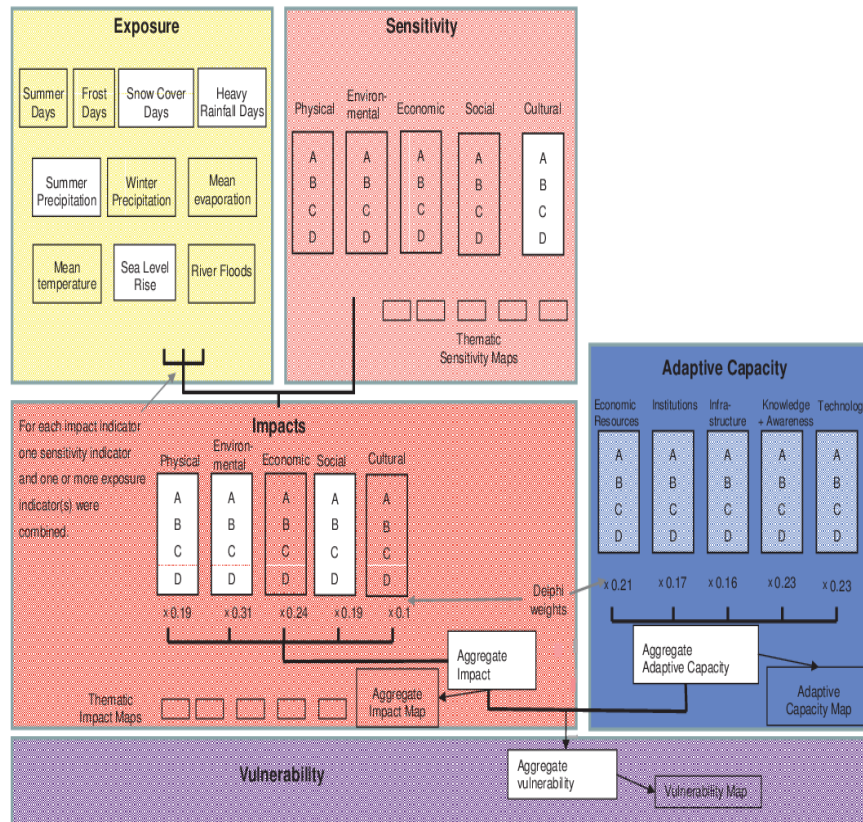 Exposure
Summer
Days
Frost
Days
Snow Cover
Days
Heavy
Rainfall Days
Summer
Precipitation
Winter
Precipitation
Mean
evaporation
Mean
temperature
Sea Level
Rise
River Floods
Sensitivity
Physical
Environ-
mental
Economic
Social
Cultural
A
B
C
D
A
B
C
D
A
B
C
D
A
B
C
D
A
B
C
D
Thematic
Sensitivity Maps
For each impact indicator
one sensitivity indicator
and one or more exposure
indicator(s) were
combined.
Impacts
Physical
Environ-
mental
Economic
Social
Cultural
A
B
C
D
A
B
C
D
A
B
C
D
A
B
C
D
A
B
C
D
x 0.19
x 0.31
x 0.24
x 0.19
x 0.1
Delphi
weights
Aggregate
Impact
Thematic
Impact Maps
Aggregate
Impact Map
Adaptive Capacity
Economic
Resources
Institutions
Infra-
structure
Knowledge
+ Awareness
Technolog
A
B
C
D
A
B
C
D
A
B
C
D
A
B
C
D
A
B
C
D
x 0.21
x 0.17
x 0.16
x 0.23
x 0.23
Aggregate
Adaptive Capacity
Adaptive
Capacity Map
Vulnerability
Aggregate
vulnerability
Vulnerability Map